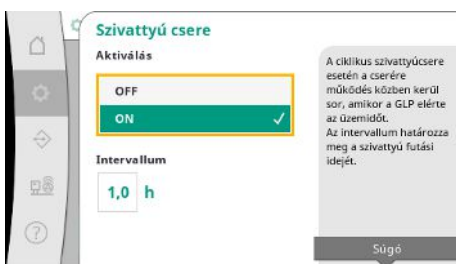 Szivattyú csere
Aktiválás
OFF
ON
Intervallum
1,0 h
A ciklikus szivattyúcsere
esetén a cserére
működés közben kerül
sor, amikor a GLP elérte
az üzemidőt.
Az intervallum határozza
meg a szivattyú futási
idejét.
Súgó